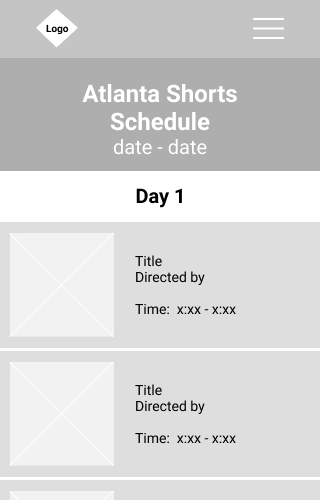 Logo
Atlanta Shorts
Schedule
date - date
Day 1
Title
Directed by
Time:  x:xx - x:xx
Title
Directed by
Time:  x:xx - x:xx